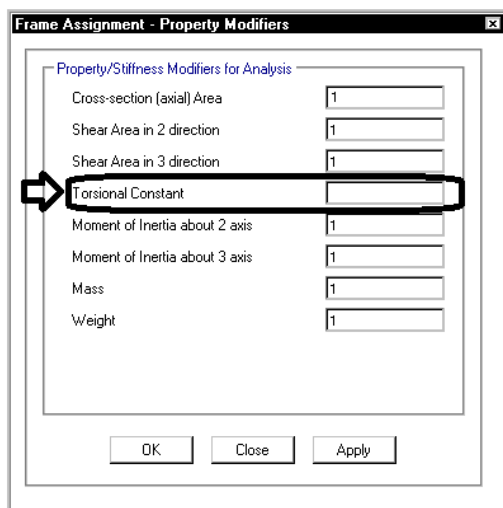 Frame Assignment - Property Modifiers
Property/Stiffness Modifiers for Analysis
Cross-section (axial) Area 1
Shear Area in 2 direction 1
Shear Area in 3 direction 1
Torsional Constant
Moment of Inertia about 2 axis 1
Moment of Inertia about 3 axis 1
Mass 1
Weight 1
OK Close Apply